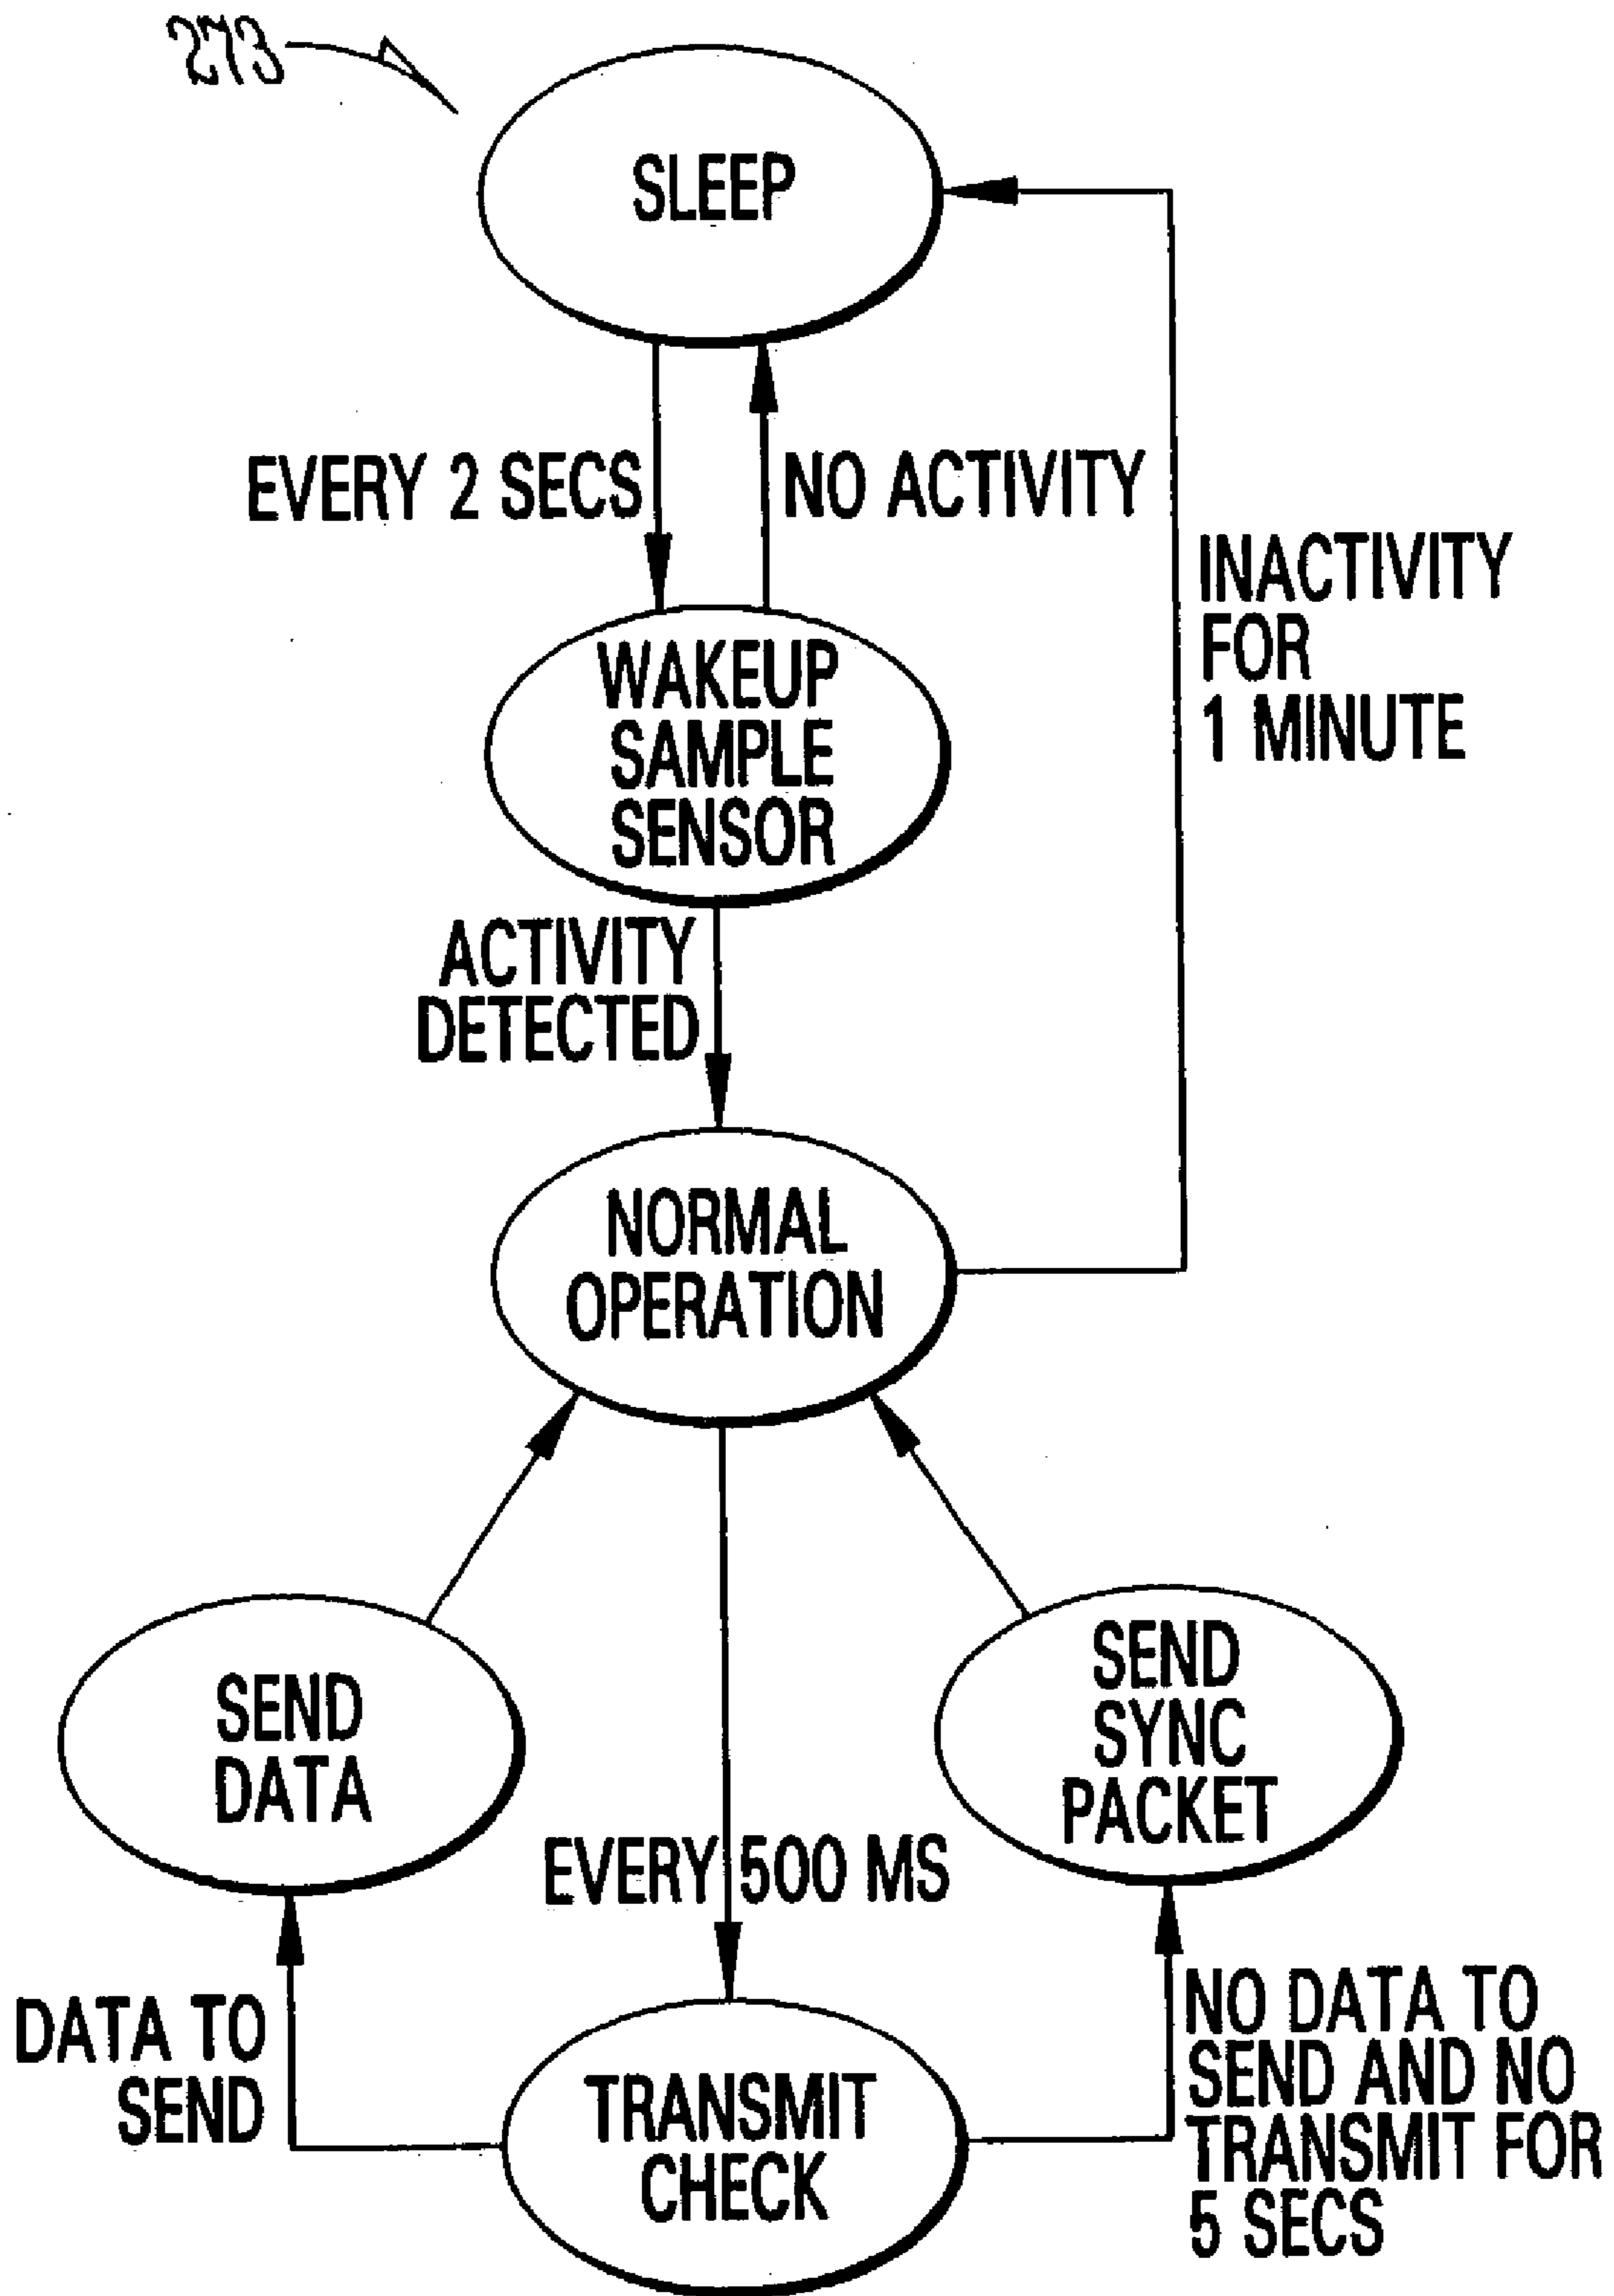 273
SLEEP
EVERY 2 SECS
NO ACTIVITY
INACTIVITY
FOR
1 MINUTE
WAKEUP
SAMPLE
SENSOR
ACTIVITY
DETECTED
NORMAL
OPERATION
SEND
DATA
SEND
SYNC
PACKET
EVERY 500 MS
DATA TO
SEND
NO DATA TO
SEND AND NO
TRANSMIT FOR
5 SECS
TRANSMIT
CHECK